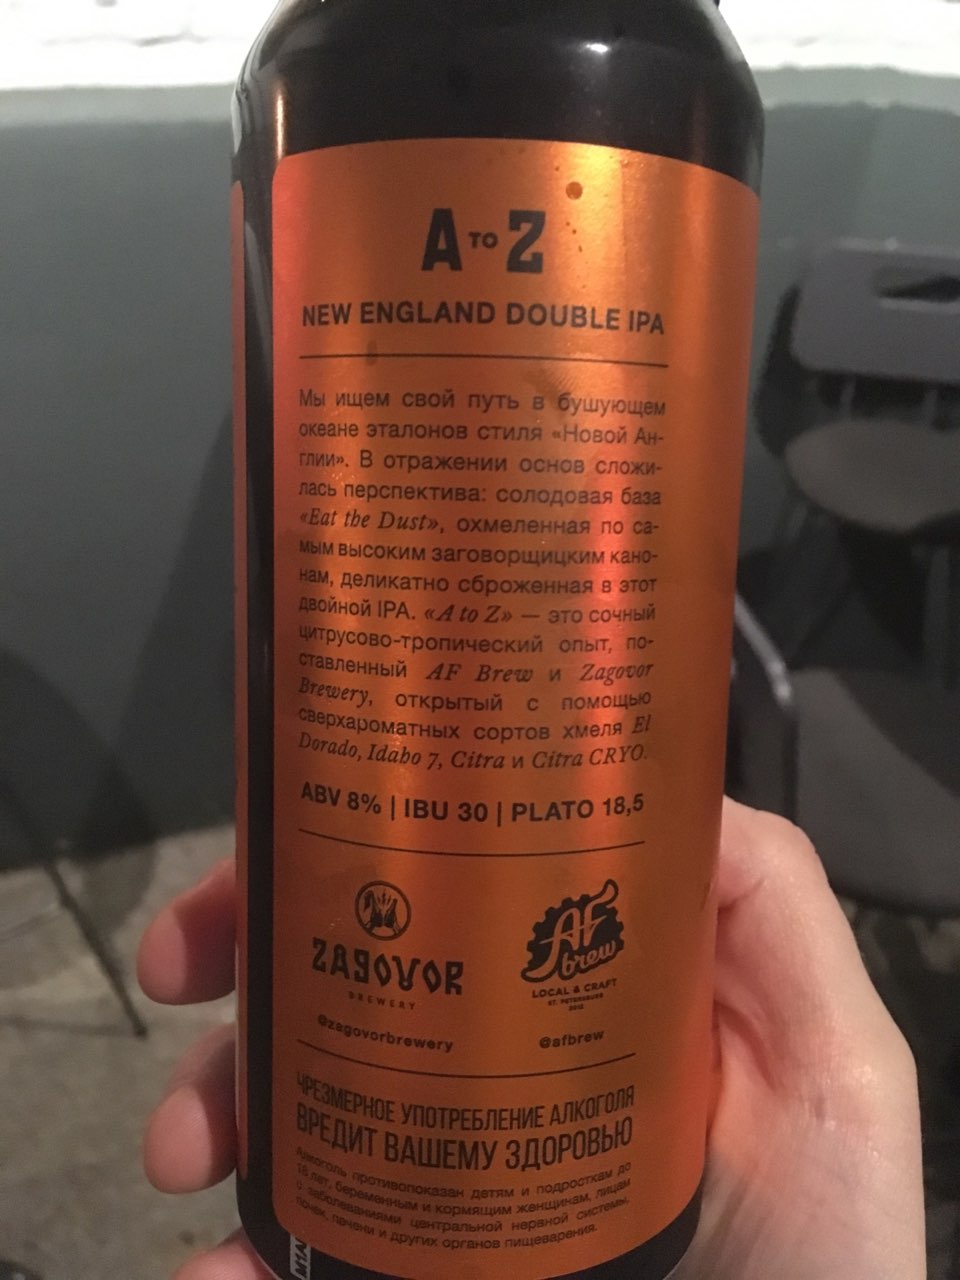 A TO Z
NEW ENGLAND DOUBLE IPA
Мы ищем свой путь в бушующем
океане эталонов стиля «Новой Ан-
глии». В отражении основ сложи-
лась перспектива: солодовая база
«Eat the Dust», охмеленная по са-
мым высоким заговорщицким кано-
нам, деликатно сброженная в этот
двойной IPA. «A to Z» — это сочный
цитрусово-тропический опыт, по-
ставленный AF Brew и Zagovor
Brewery, открытый с помощью
сверхароматных сортов хмеля El
Dorado, Idaho 7, Citra и Citra CRYO.
ABV 8% | IBU 30 | PLATO 18,5
ZAGOVOR
BREWERY
@zagovorbrewery
AF
brew
LOCAL & CRAFT
ST. PETERSBURG
2012
@afbrew
ЧРЕЗМЕРНОЕ УПОТРЕБЛЕНИЕ АЛКОГОЛЯ
ВРЕДИТ ВАШЕМУ ЗДОРОВЬЮ
Алкоголь противопоказан детям и подросткам до
18 лет, беременным и кормящим женщинам, лицам
с заболеваниями центральной нервной системы,
почек, печени и других органов пищеварения.